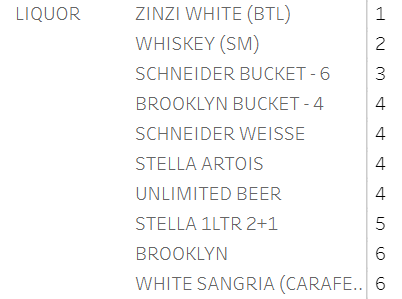 LIQUOR ZINZI WHITE (BTL) 1
WHISKEY (SM) 2
SCHNEIDER BUCKET - 6 3
BROOKLYN BUCKET - 4 4
SCHNEIDER WEISSE 4
STELLA ARTOIS 4
UNLIMITED BEER 4
STELLA 1LTR 2+1 5
BROOKLYN 6
WHITE SANGRIA (CARAFE.. 6